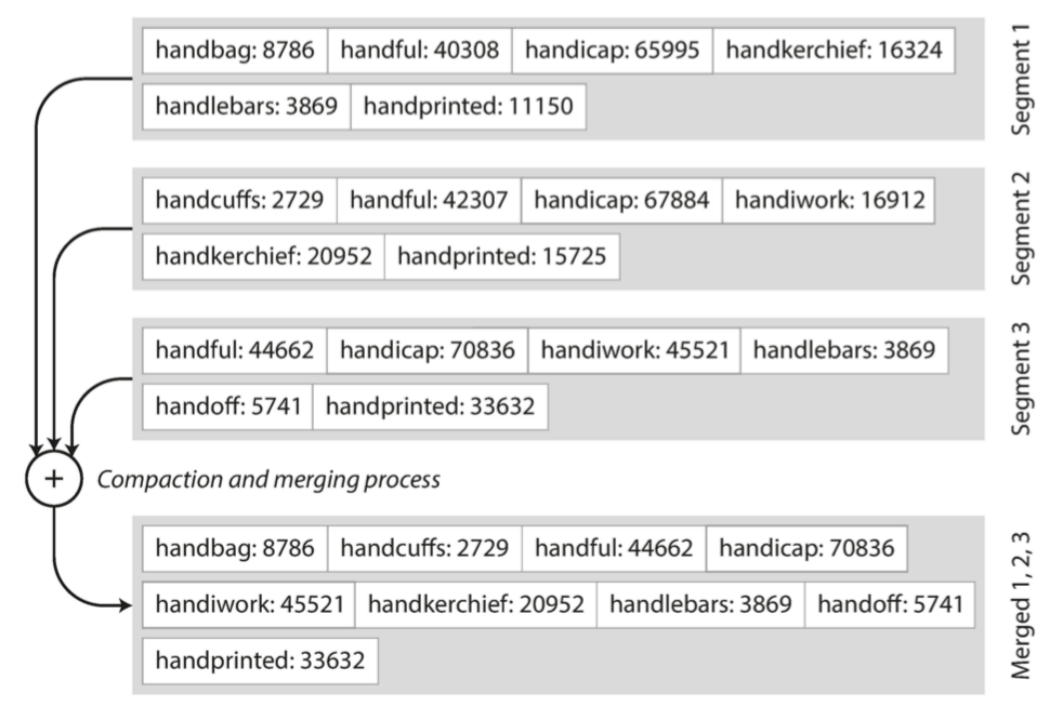 handbag: 8786 handful: 40308 handicap: 65995 handkerchief: 16324
handlebars: 3869 handprinted: 11150
Segment 1
handcuffs: 2729 handful: 42307 handicap: 67884 handiwork: 16912
handkerchief: 20952 handprinted: 15725
Segment 2
handful: 44662 handicap: 70836 handiwork: 45521 handlebars: 3869
handoff: 5741 handprinted: 33632
Segment 3
+ Compaction and merging process
handbag: 8786 handcuffs: 2729 handful: 44662 handicap: 70836
handiwork: 45521 handkerchief: 20952 handlebars: 3869 handoff: 5741
handprinted: 33632
Merged 1, 2, 3